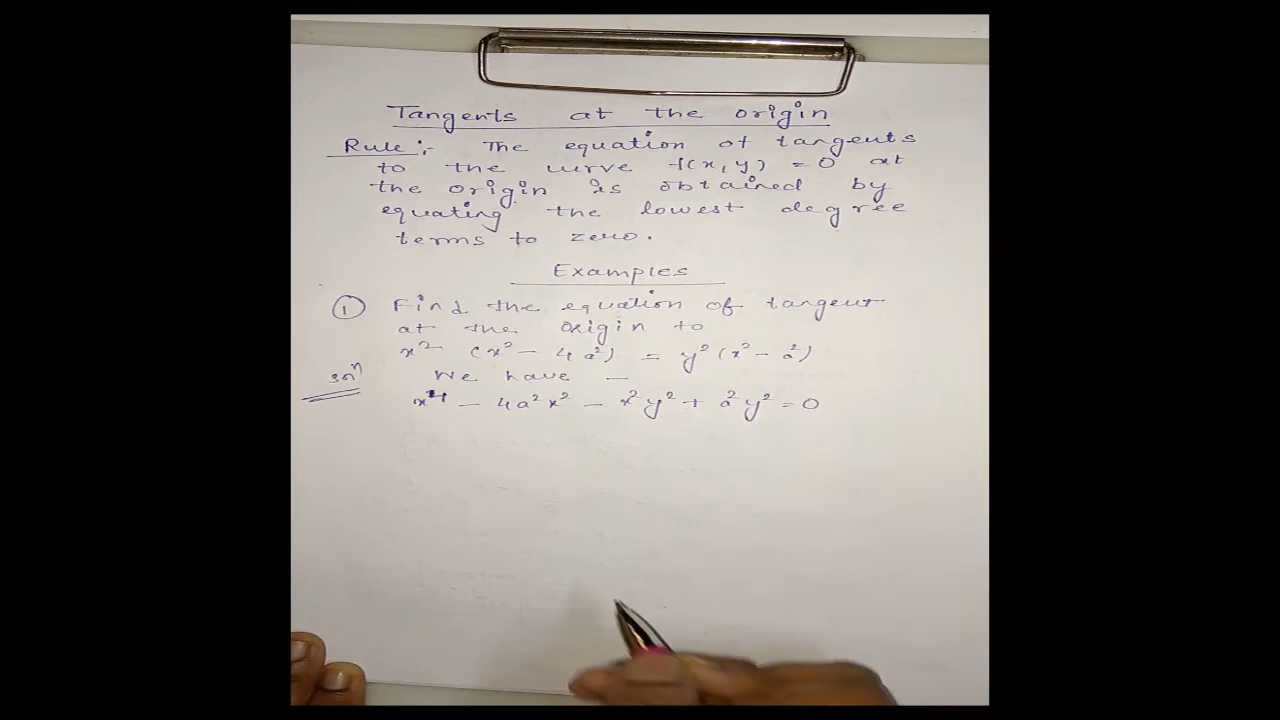 Tangents at the origin
Rule:- The equation of tangents
to the curve f(x,y) = 0 at
the origin is obtained by
equating the lowest degree
terms to zero.
Examples
① Find the equation of tangent
at the origin to
x² (x² - 4a²) = y² (x² - a²)
Solⁿ We have —
x⁴ - 4a²x² - x²y² + a²y² = 0